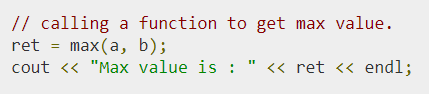 // calling a function to get max value.
ret = max(a, b);
cout << "Max value is : " << ret << endl;